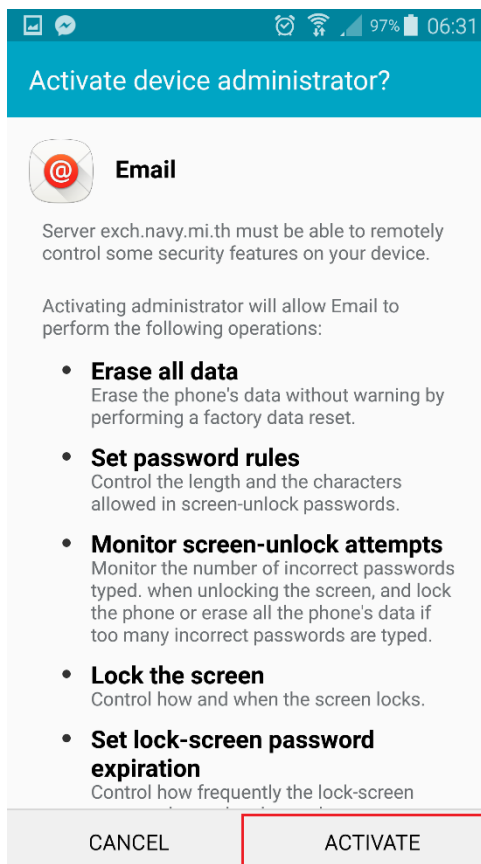 97% 06:31
Activate device administrator?
Email
Server exch.navy.mi.th must be able to remotely
control some security features on your device.
Activating administrator will allow Email to
perform the following operations:
• Erase all data
Erase the phone's data without warning by
performing a factory data reset.
• Set password rules
Control the length and the characters
allowed in screen-unlock passwords.
• Monitor screen-unlock attempts
Monitor the number of incorrect passwords
typed. when unlocking the screen, and lock
the phone or erase all the phone's data if
too many incorrect passwords are typed.
• Lock the screen
Control how and when the screen locks.
• Set lock-screen password
expiration
Control how frequently the lock-screen
CANCEL ACTIVATE